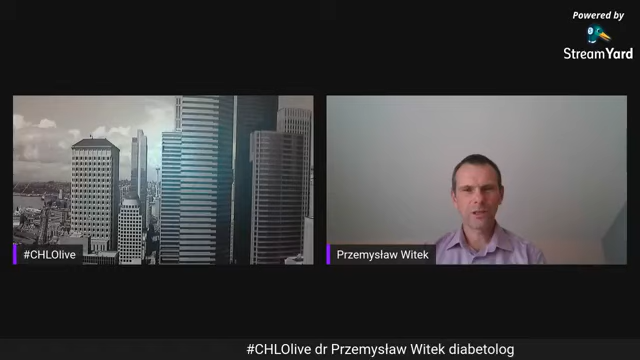 Powered by
StreamYard
#CHLOlive
Przemysław Witek
#CHLOlive dr Przemysław Witek diabetolog